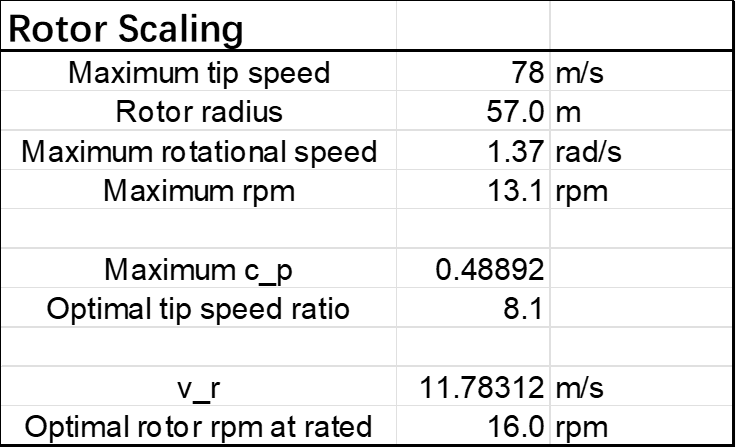 Rotor Scaling
Maximum tip speed 78 m/s
Rotor radius 57.0 m
Maximum rotational speed 1.37 rad/s
Maximum rpm 13.1 rpm
Maximum c_p 0.48892
Optimal tip speed ratio 8.1
v_r 11.78312 m/s
Optimal rotor rpm at rated 16.0 rpm